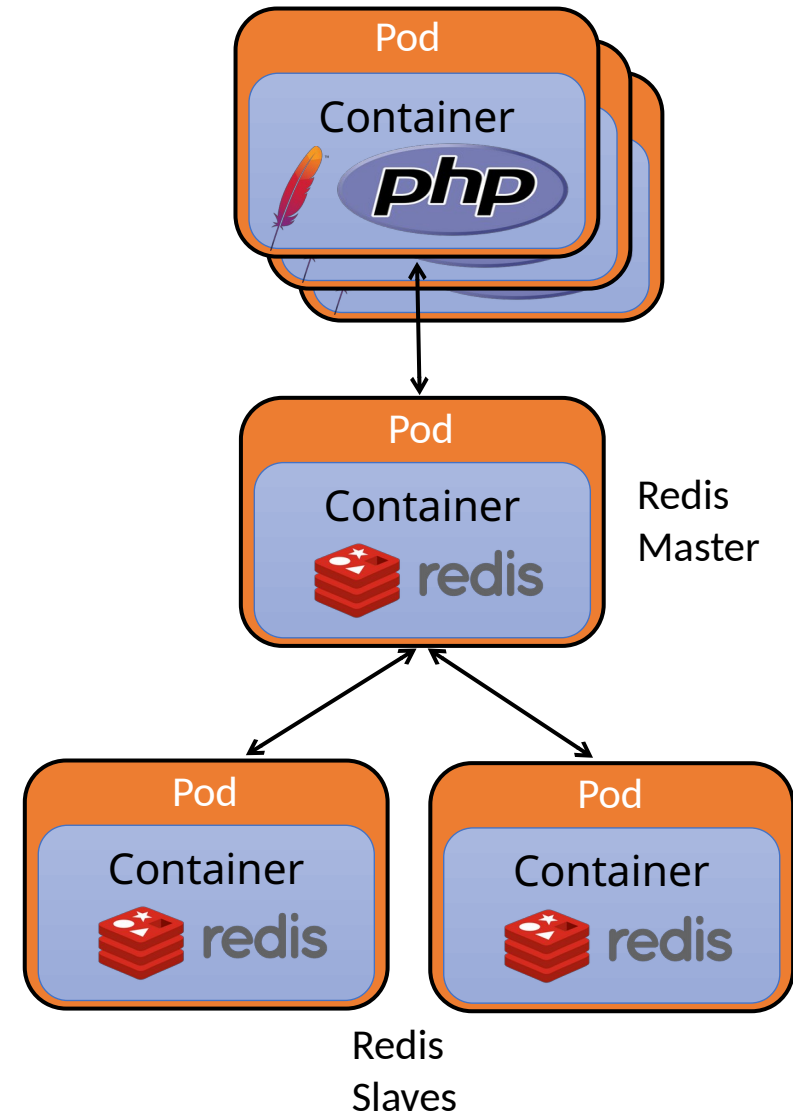 Pod
Container
php
Pod
Container
redis
Redis
Master
Pod
Container
redis
Pod
Container
redis
Redis
Slaves